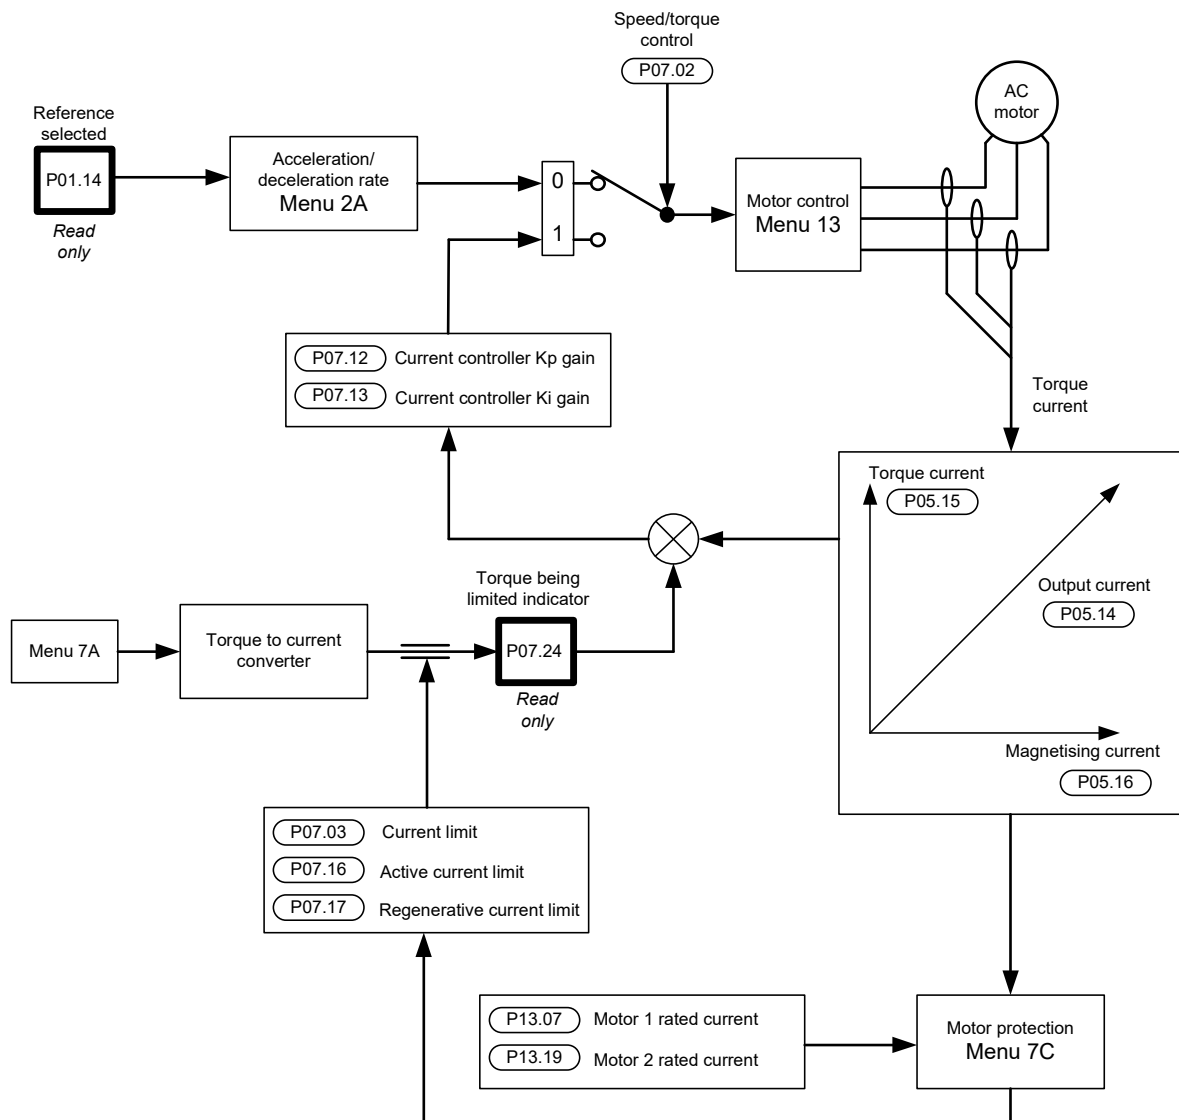 Speed/torque
control
P07.02
AC
motor
Reference
selected
P01.14
Read
only
Acceleration/
deceleration rate
Menu 2A
0
1
Motor control
Menu 13
P07.12 Current controller Kp gain
P07.13 Current controller Ki gain
Torque
current
Torque current
P05.15
Output current
P05.14
Magnetising current
P05.16
Torque being
limited indicator
Menu 7A
Torque to current
converter
P07.24
Read
only
P07.03 Current limit
P07.16 Active current limit
P07.17 Regenerative current limit
P13.07 Motor 1 rated current
P13.19 Motor 2 rated current
Motor protection
Menu 7C